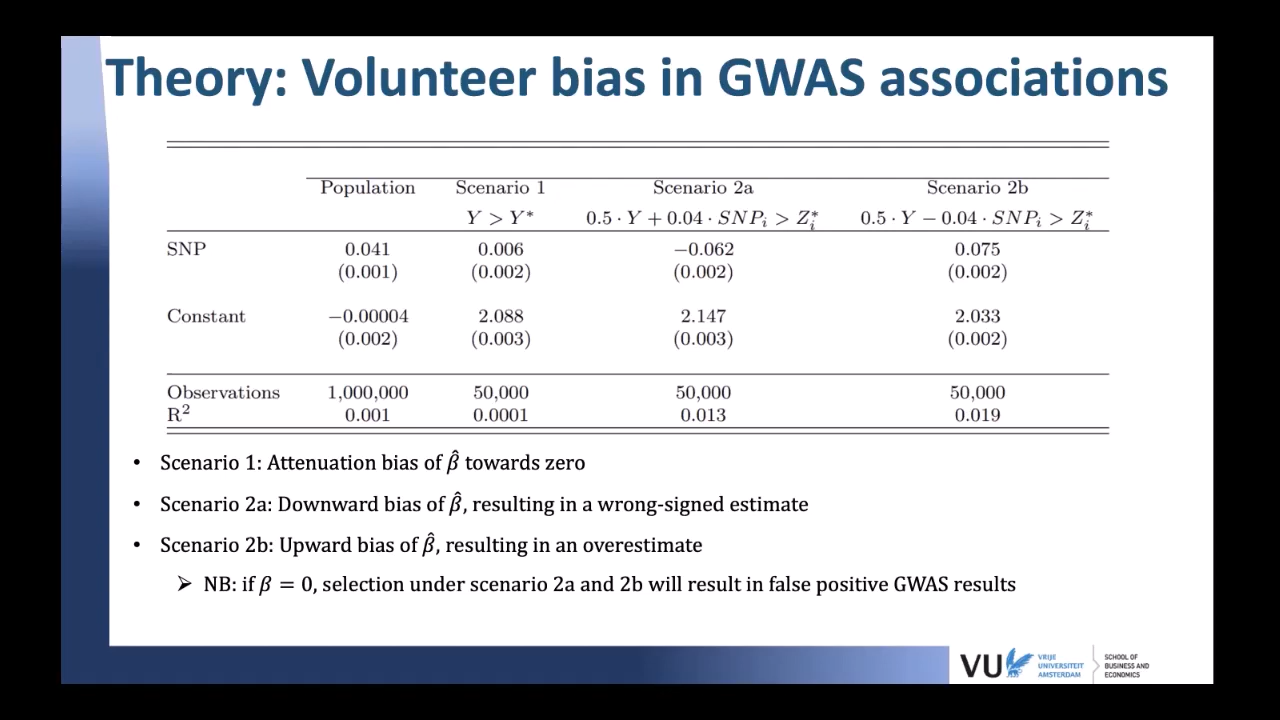 Theory: Volunteer bias in GWAS associations
Population Scenario 1 Scenario 2a Scenario 2b
Y > Y* 0.5 · Y + 0.04 · SNPᵢ > Zᵢ* 0.5 · Y − 0.04 · SNPᵢ > Zᵢ*
SNP 0.041 0.006 −0.062 0.075
(0.001) (0.002) (0.002) (0.002)
Constant −0.00004 2.088 2.147 2.033
(0.002) (0.003) (0.003) (0.002)
Observations 1,000,000 50,000 50,000 50,000
R² 0.001 0.0001 0.013 0.019
• Scenario 1: Attenuation bias of β̂ towards zero
• Scenario 2a: Downward bias of β̂, resulting in a wrong-signed estimate
• Scenario 2b: Upward bias of β̂, resulting in an overestimate
➢ NB: if β = 0, selection under scenario 2a and 2b will result in false positive GWAS results
VU
VRIJE
UNIVERSITEIT
AMSTERDAM
SCHOOL OF
BUSINESS AND
ECONOMICS